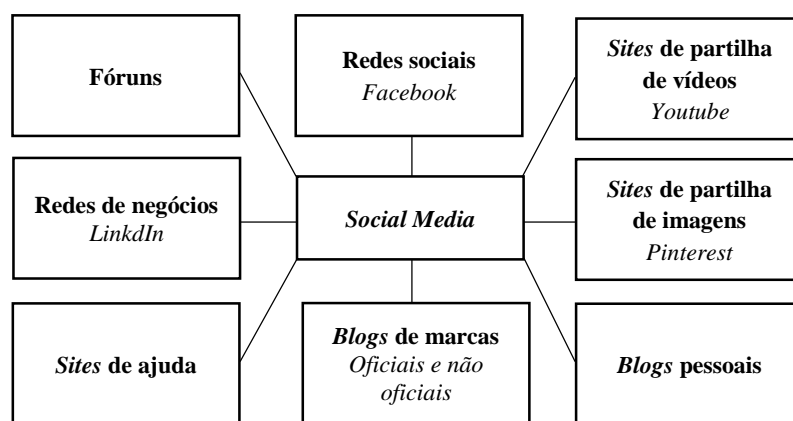 Fóruns
Redes sociais
Facebook
Sites de partilha
de vídeos
Youtube
Redes de negócios
LinkdIn
Social Media
Sites de partilha
de imagens
Pinterest
Sites de ajuda
Blogs de marcas
Oficiais e não
oficiais
Blogs pessoais